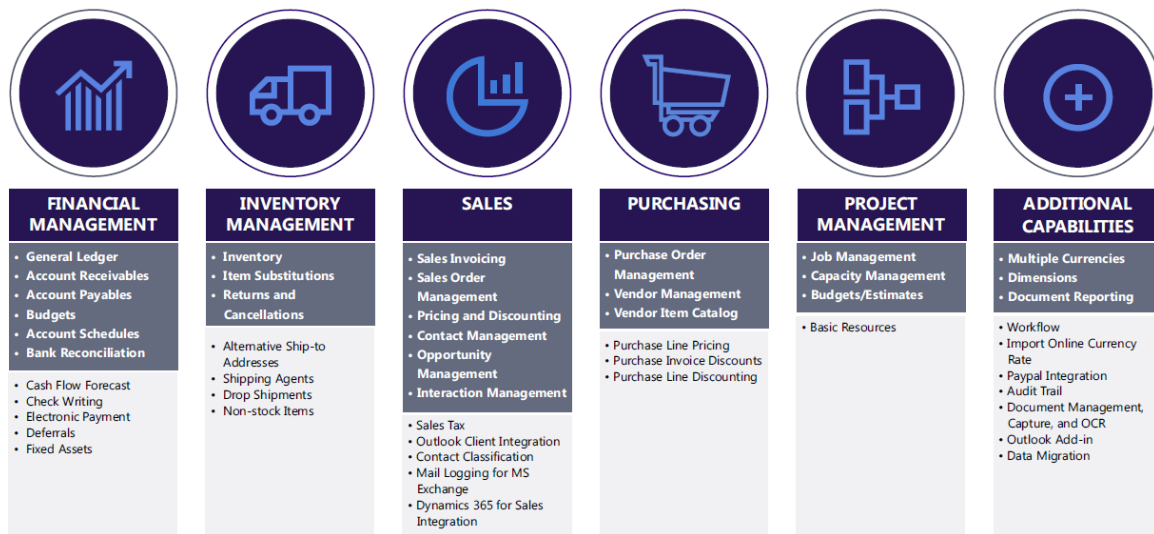 FINANCIAL
MANAGEMENT
• General Ledger
• Account Receivables
• Account Payables
• Budgets
• Account Schedules
• Bank Reconciliation
• Cash Flow Forecast
• Check Writing
• Electronic Payment
• Deferrals
• Fixed Assets
INVENTORY
MANAGEMENT
• Inventory
• Item Substitutions
• Returns and
Cancellations
• Alternative Ship-to
Addresses
• Shipping Agents
• Drop Shipments
• Non-stock Items
SALES
• Sales Invoicing
• Sales Order
Management
• Pricing and Discounting
• Contact Management
• Opportunity
Management
• Interaction Management
• Sales Tax
• Outlook Client Integration
• Contact Classification
• Mail Logging for MS
Exchange
• Dynamics 365 for Sales
Integration
PURCHASING
• Purchase Order
Management
• Vendor Management
• Vendor Item Catalog
• Purchase Line Pricing
• Purchase Invoice Discounts
• Purchase Line Discounting
PROJECT
MANAGEMENT
• Job Management
• Capacity Management
• Budgets/Estimates
• Basic Resources
ADDITIONAL
CAPABILITIES
• Multiple Currencies
• Dimensions
• Document Reporting
• Workflow
• Import Online Currency
Rate
• Paypal Integration
• Audit Trail
• Document Management,
Capture, and OCR
• Outlook Add-in
• Data Migration